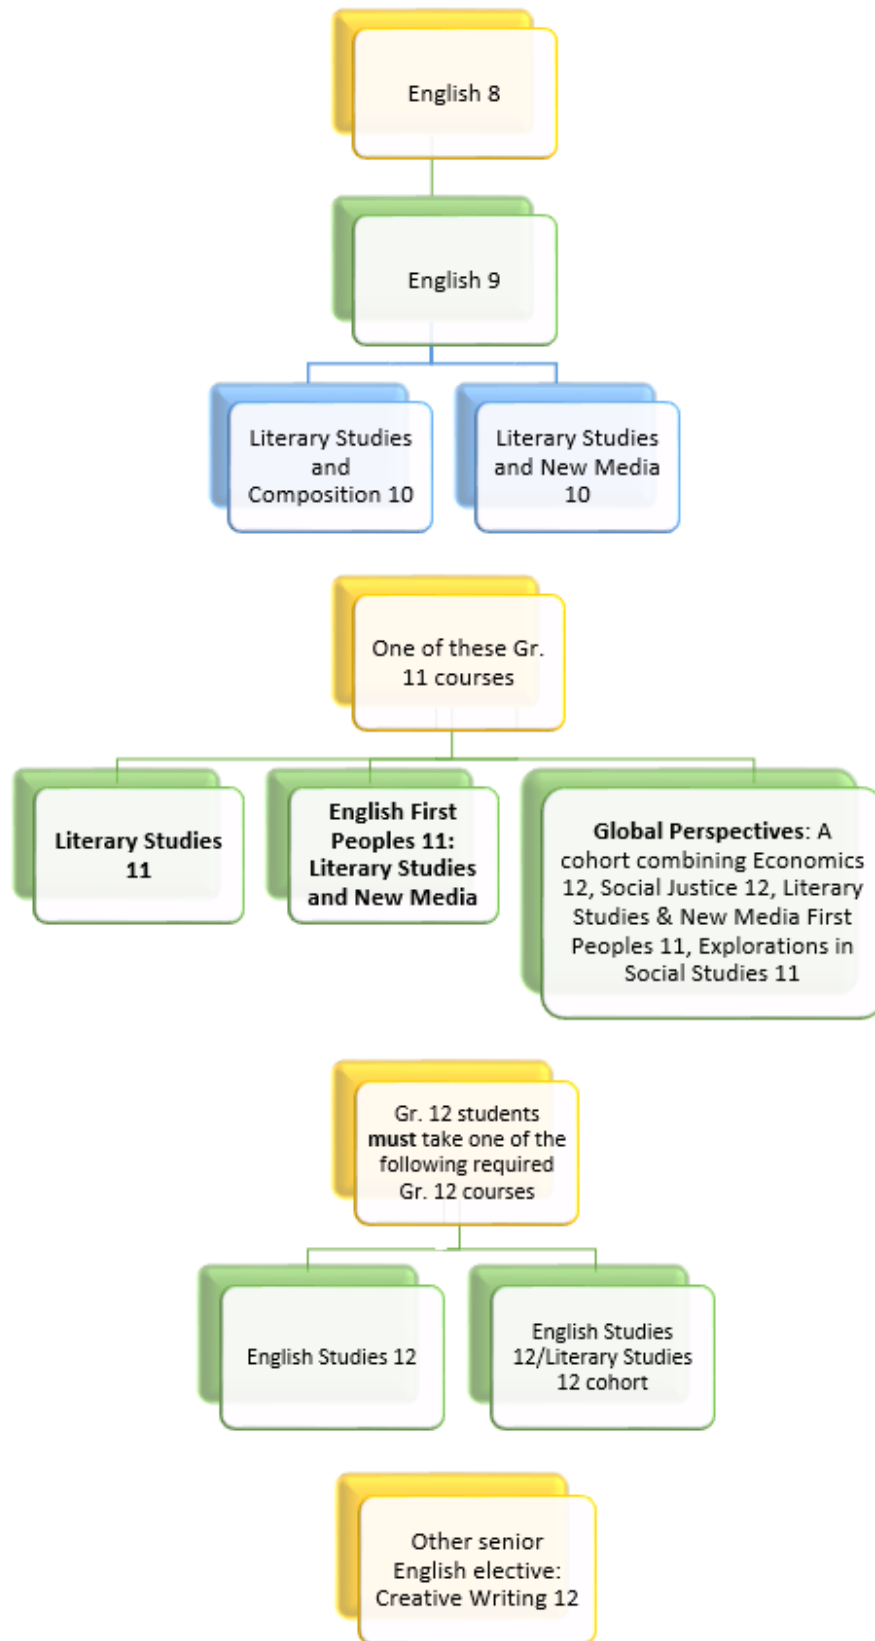 English 8
English 9
Literary Studies
and
Composition 10
Literary Studies
and New Media
10
One of these Gr.
11 courses
Literary Studies
11
English First
Peoples 11:
Literary Studies
and New Media
Global Perspectives: A
cohort combining Economics
12, Social Justice 12, Literary
Studies & New Media First
Peoples 11, Explorations in
Social Studies 11
Gr. 12 students
must take one of the
following required
Gr. 12 courses
English Studies 12
English Studies
12/Literary Studies
12 cohort
Other senior
English elective:
Creative Writing 12